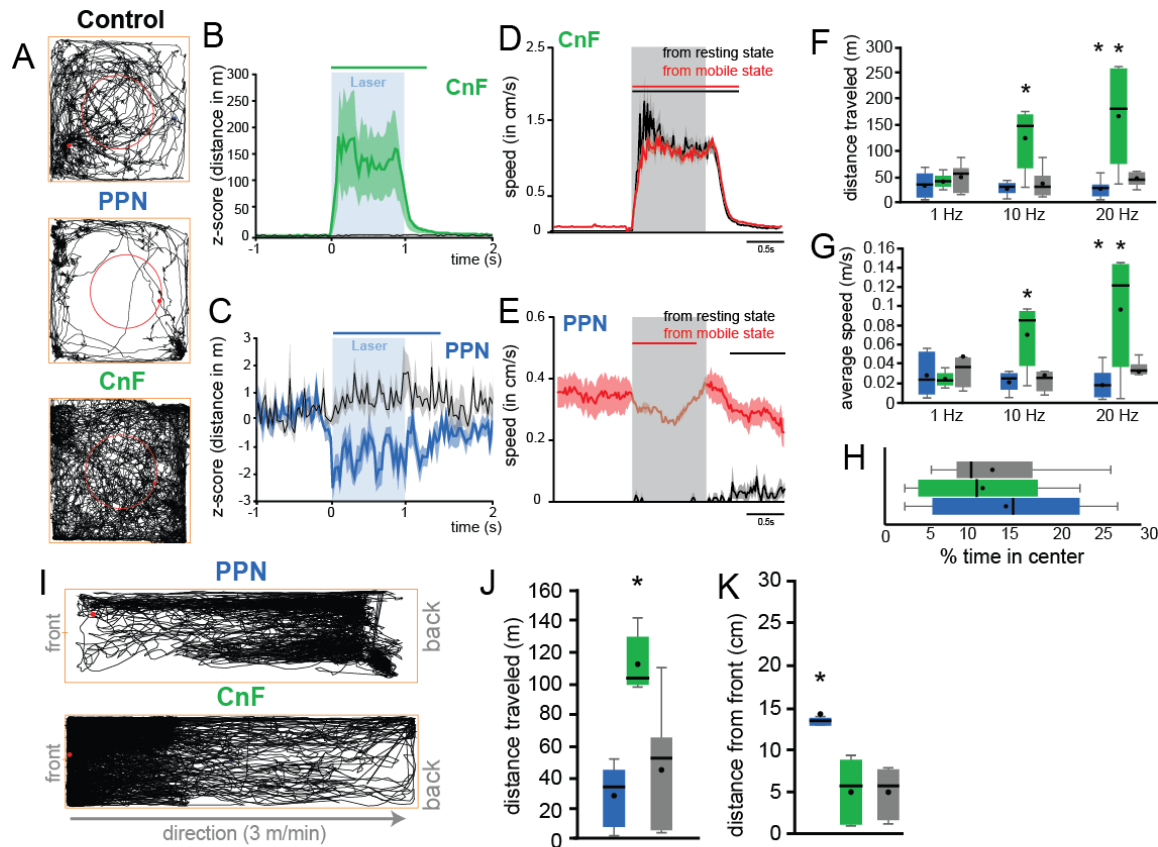 A
Control
PPN
CnF
B
z-score (distance in m)
300
250
200
150
100
50
0
Laser
CnF
-1
0
1
2
time (s)
C
z-score (distance in m)
3
2
1
0
-1
-2
-3
Laser
PPN
-1
0
1
2
time (s)
D
CnF
speed (in cm/s)
2.5
1.5
0.5
0
from resting state
from mobile state
0.5s
E
PPN
speed (in cm/s)
0.6
0.4
0.2
0
from resting state
from mobile state
0.5s
F
distance traveled (m)
300
250
200
150
100
50
0
*
* *
1 Hz
10 Hz
20 Hz
G
average speed (m/s)
0.16
0.14
0.12
0.10
0.08
0.06
0.04
0.02
0
*
* *
1 Hz
10 Hz
20 Hz
H
0
5
10
15
20
25
30
% time in center
I
PPN
front
back
CnF
front
back
direction (3 m/min)
J
distance traveled (m)
160
140
120
100
80
60
40
20
0
*
K
distance from front (cm)
30
25
20
15
10
5
0
*